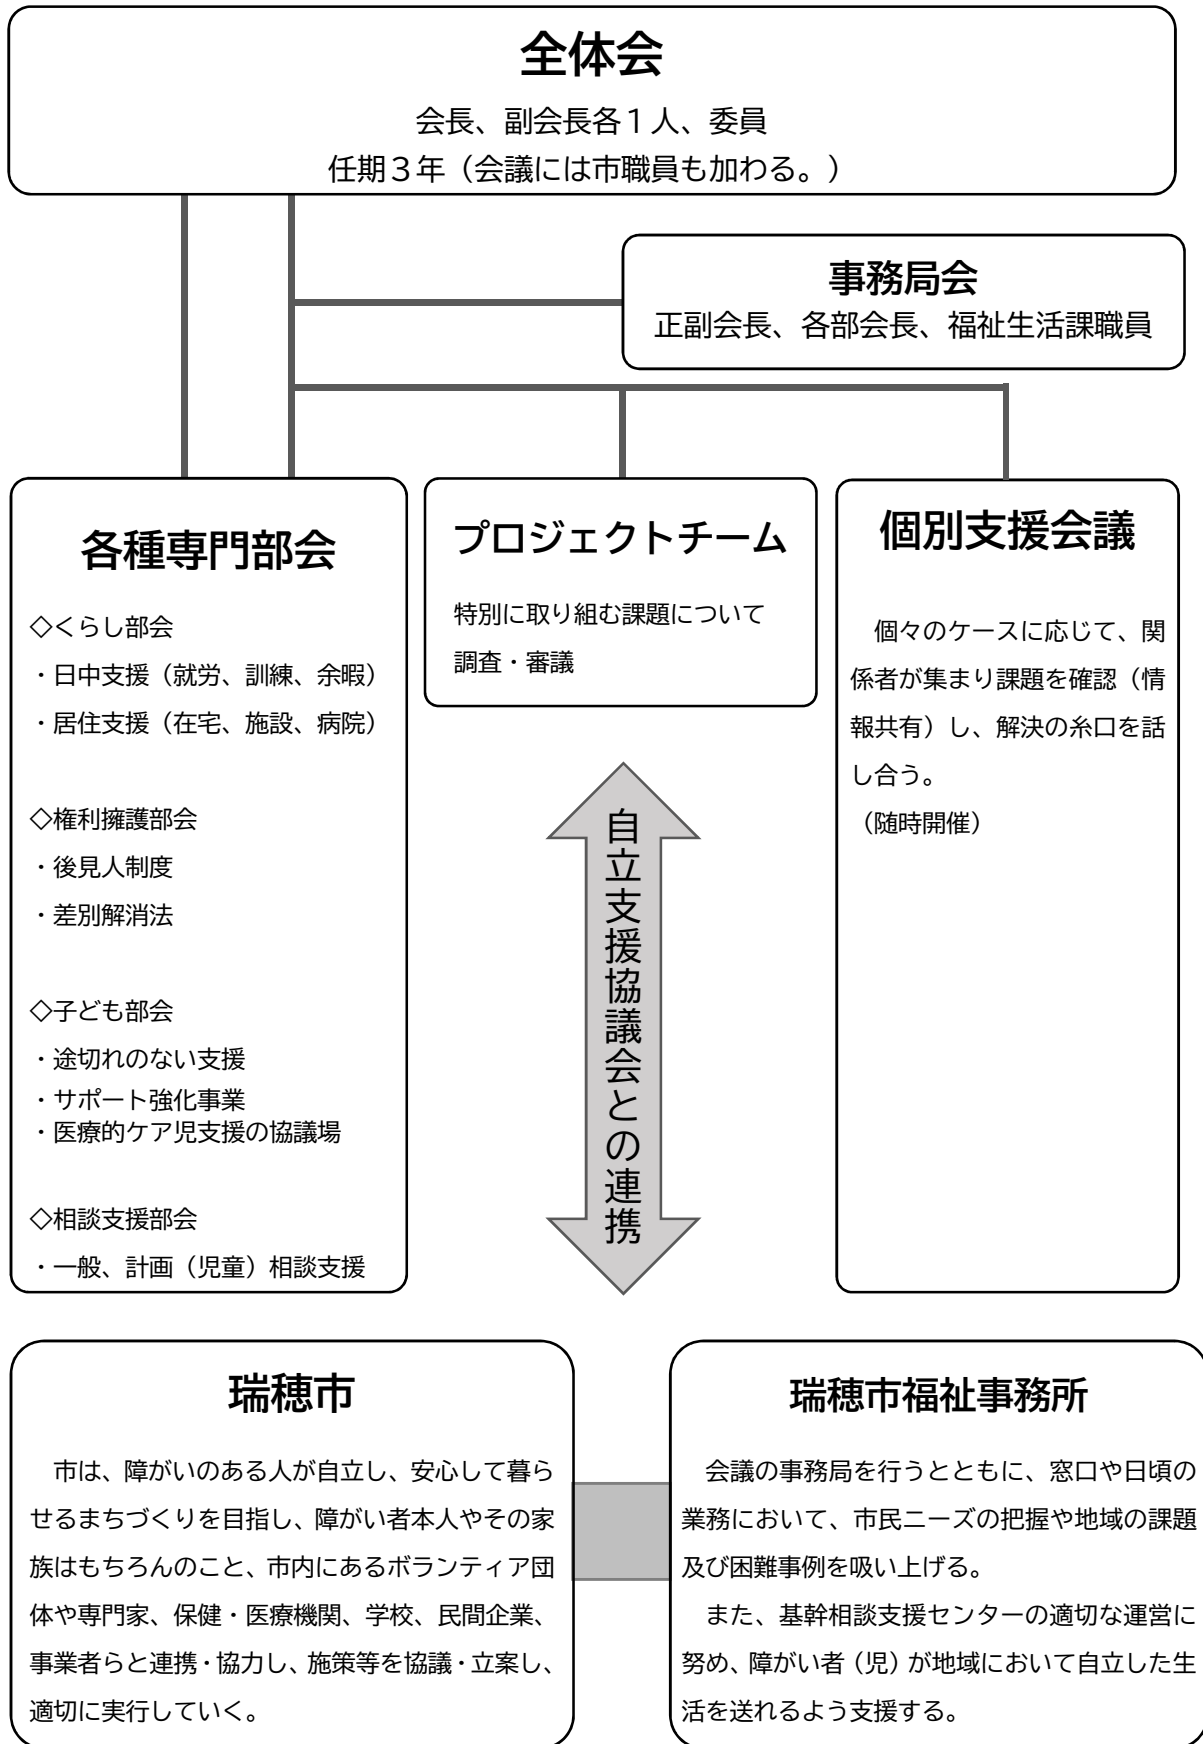 全体会
会長、副会長各１人、委員
任期３年（会議には市職員も加わる。）
事務局会
正副会長、各部会長、福祉生活課職員
各種専門部会
◇くらし部会
・日中支援（就労、訓練、余暇）
・居住支援（在宅、施設、病院）
◇権利擁護部会
・後見人制度
・差別解消法
◇子ども部会
・途切れのない支援
・サポート強化事業
・医療的ケア児支援の協議場
◇相談支援部会
・一般、計画（児童）相談支援
プロジェクトチーム
特別に取り組む課題について
調査・審議
個別支援会議
個々のケースに応じて、関
係者が集まり課題を確認（情
報共有）し、解決の糸口を話
し合う。
（随時開催）
自立支援協議会との連携
瑞穂市
市は、障がいのある人が自立し、安心して暮ら
せるまちづくりを目指し、障がい者本人やその家
族はもちろんのこと、市内にあるボランティア団
体や専門家、保健・医療機関、学校、民間企業、
事業者らと連携・協力し、施策等を協議・立案し、
適切に実行していく。
瑞穂市福祉事務所
会議の事務局を行うとともに、窓口や日頃の
業務において、市民ニーズの把握や地域の課題
及び困難事例を吸い上げる。
また、基幹相談支援センターの適切な運営に
努め、障がい者（児）が地域において自立した生
活を送れるよう支援する。